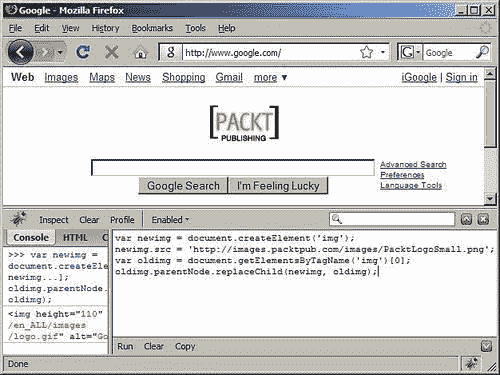 Google - Mozilla Firefox
File Edit View History Bookmarks Tools Help
http://www.google.com/ G Google
Web Images Maps News Shopping Gmail more ▼ iGoogle | Sign in
[PACKT]
PUBLISHING
Advanced Search
Preferences
Language Tools
Google Search I'm Feeling Lucky
Inspect Clear Profile Enabled
Console HTML C
>>> var newimg =
document.createEle
newimg...];
oldimg.parentNode.
oldimg);
<img height="110"
/en_ALL/images
/logo.gif" alt="Go
var newimg = document.createElement('img');
newimg.src = 'http://images.packtpub.com/images/PacktLogoSmall.png';
var oldimg = document.getElementsByTagName('img')[0];
oldimg.parentNode.replaceChild(newimg, oldimg);
Run Clear Copy
Done